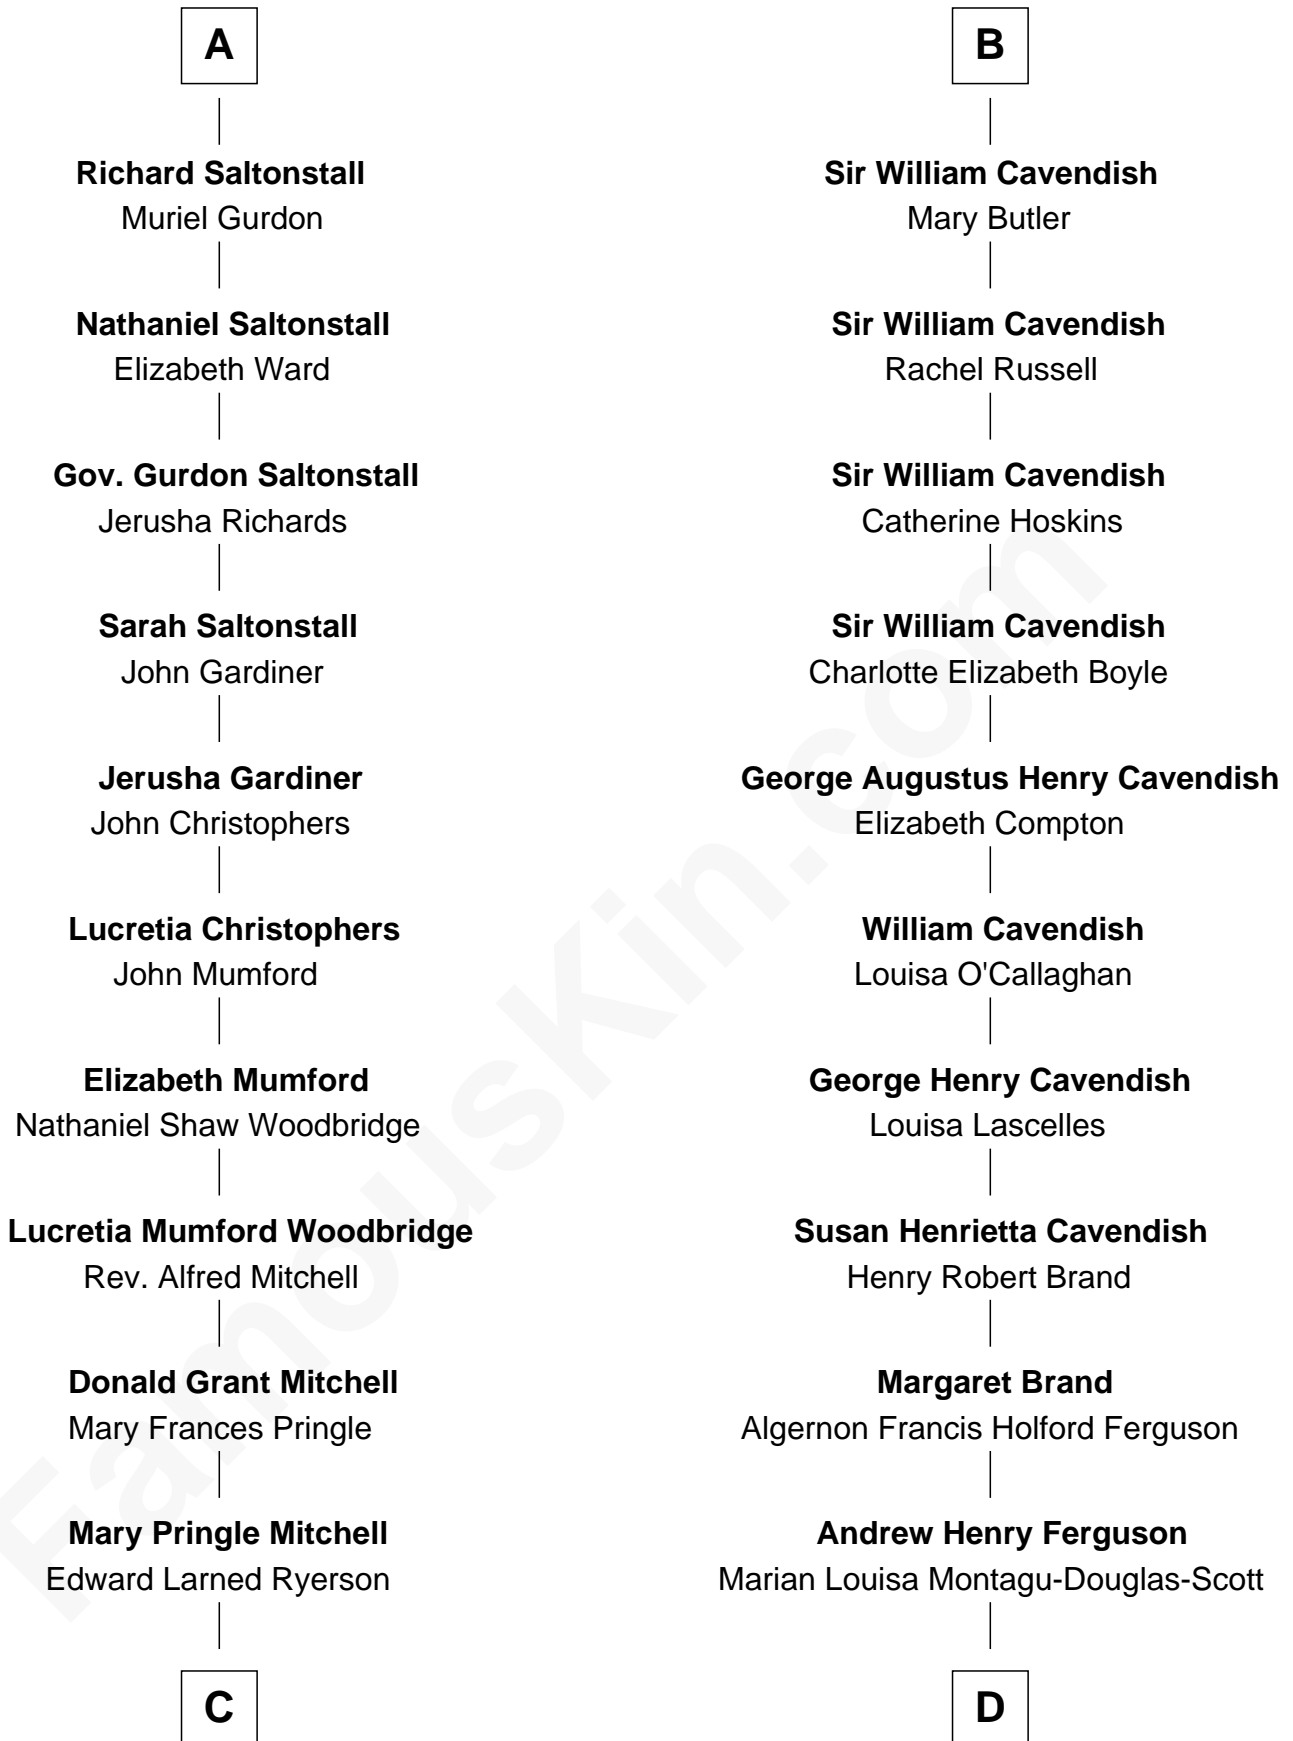 A
Richard Saltonstall
Muriel Gurdon
Nathaniel Saltonstall
Elizabeth Ward
Gov. Gurdon Saltonstall
Jerusha Richards
Sarah Saltonstall
John Gardiner
Jerusha Gardiner
John Christophers
Lucretia Christophers
John Mumford
Elizabeth Mumford
Nathaniel Shaw Woodbridge
Lucretia Mumford Woodbridge
Rev. Alfred Mitchell
Donald Grant Mitchell
Mary Frances Pringle
Mary Pringle Mitchell
Edward Larned Ryerson
C
B
Sir William Cavendish
Mary Butler
Sir William Cavendish
Rachel Russell
Sir William Cavendish
Catherine Hoskins
Sir William Cavendish
Charlotte Elizabeth Boyle
George Augustus Henry Cavendish
Elizabeth Compton
William Cavendish
Louisa O'Callaghan
George Henry Cavendish
Louisa Lascelles
Susan Henrietta Cavendish
Henry Robert Brand
Margaret Brand
Algernon Francis Holford Ferguson
Andrew Henry Ferguson
Marian Louisa Montagu-Douglas-Scott
D
FamousKin.com